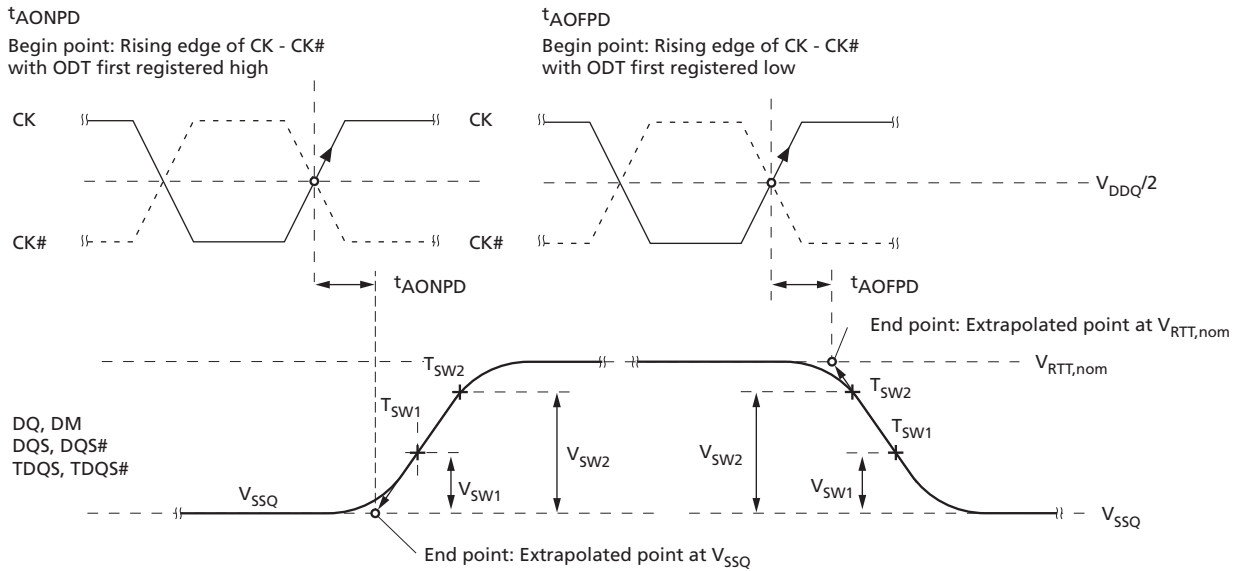 tAONPD
Begin point: Rising edge of CK - CK#
with ODT first registered high
tAOFPD
Begin point: Rising edge of CK - CK#
with ODT first registered low
CK
CK
VDDQ/2
CK#
CK#
tAONPD
tAOFPD
End point: Extrapolated point at VRTT,nom
VRTT,nom
TSW2
TSW2
TSW1
TSW1
DQ, DM
DQS, DQS#
TDQS, TDQS#
VSW2
VSW2
VSW1
VSW1
VSSQ
VSSQ
End point: Extrapolated point at VSSQ